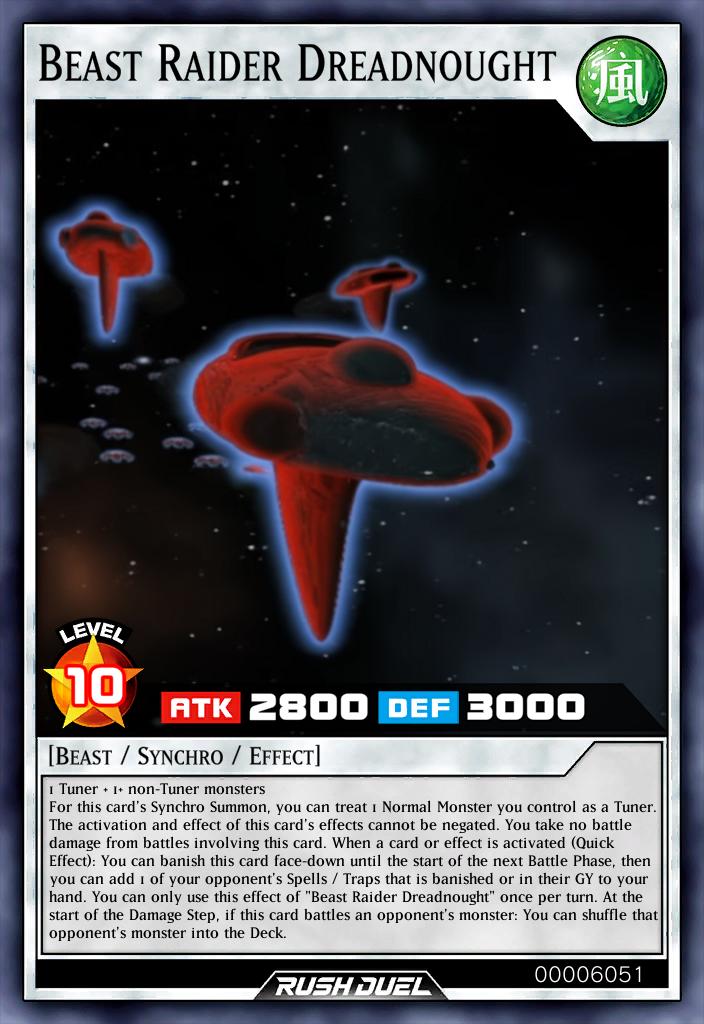 Beast Raider Dreadnought
風
LEVEL
10
ATK 2800 DEF 3000
[Beast / Synchro / Effect]
1 Tuner + 1+ non-Tuner monsters
For this card's Synchro Summon, you can treat 1 Normal Monster you control as a Tuner.
The activation and effect of this card's effects cannot be negated. You take no battle
damage from battles involving this card. When a card or effect is activated (Quick
Effect): You can banish this card face-down until the start of the next Battle Phase, then
you can add 1 of your opponent's Spells / Traps that is banished or in their GY to your
hand. You can only use this effect of "Beast Raider Dreadnought" once per turn. At the
start of the Damage Step, if this card battles an opponent's monster: You can shuffle that
opponent's monster into the Deck.
00006051
RUSH DUEL